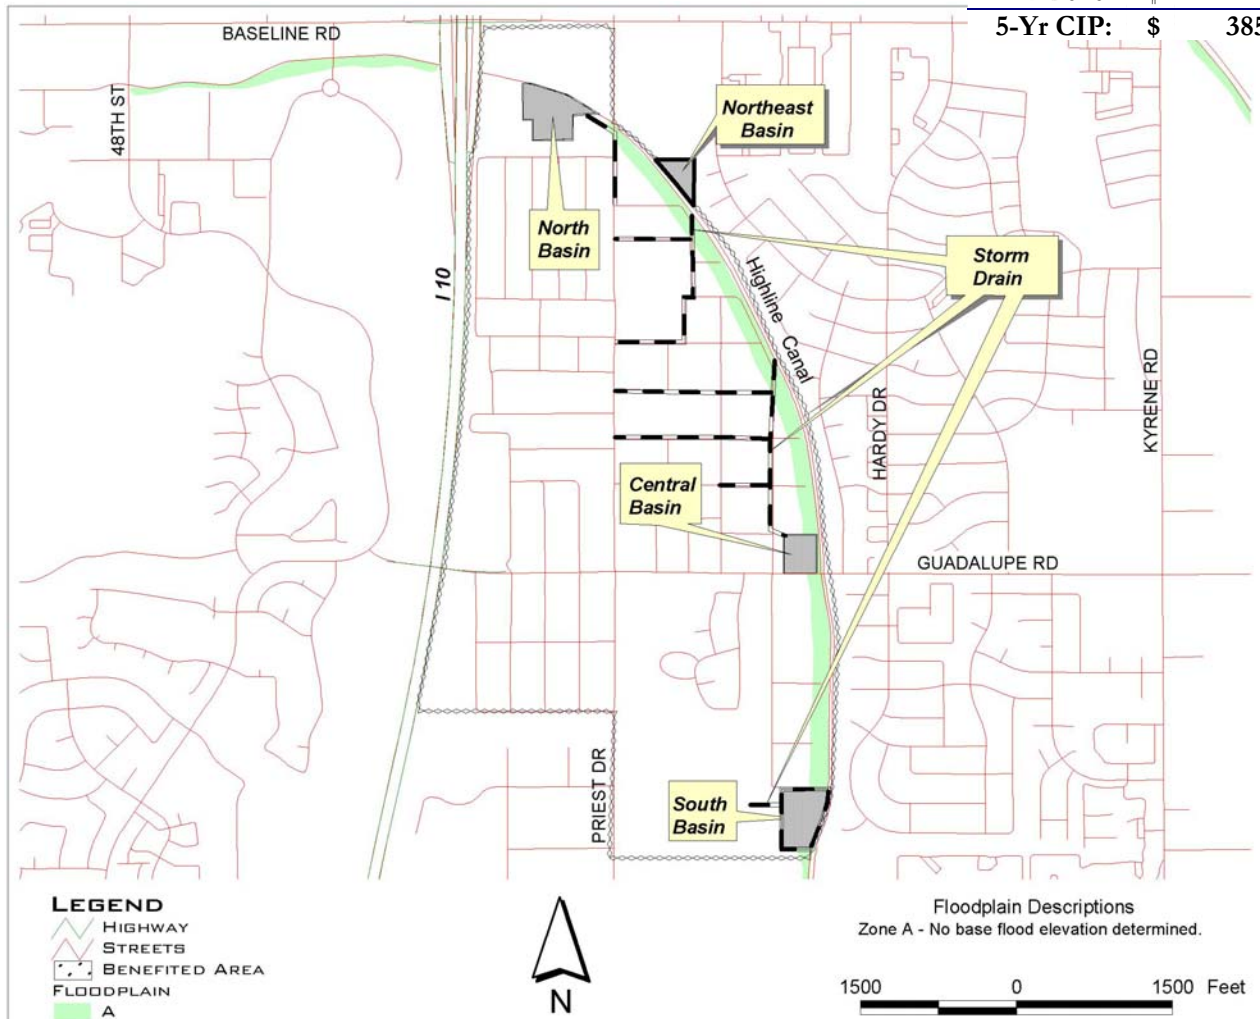 5-Yr CIP: $ 385
BASELINE RD
48TH ST
Northeast
Basin
North
Basin
I 10
Storm
Drain
Highline Canal
HARDY DR
KYRENE RD
Central
Basin
GUADALUPE RD
PRIEST DR
South
Basin
LEGEND
HIGHWAY
STREETS
BENEFITED AREA
FLOODPLAIN
A
N
Floodplain Descriptions
Zone A - No base flood elevation determined.
1500 0 1500 Feet